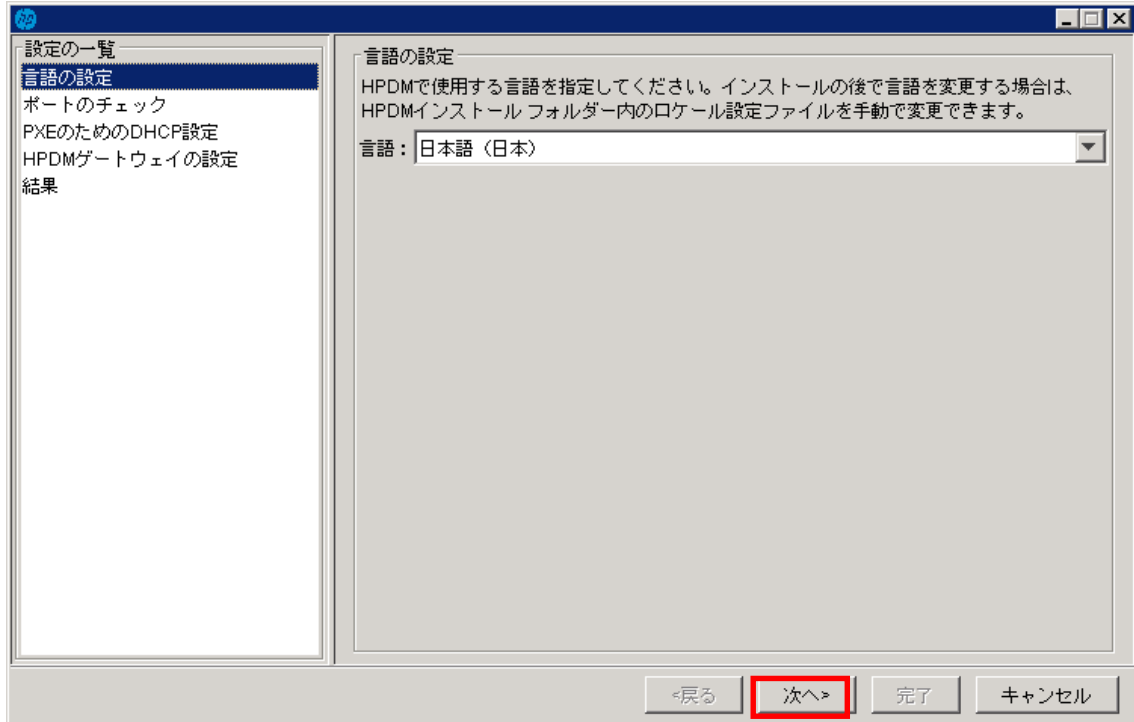 hp
設定の一覧
言語の設定
ポートのチェック
PXEのためのDHCP設定
HPDMゲートウェイの設定
結果
言語の設定
HPDMで使用する言語を指定してください。インストールの後で言語を変更する場合は、
HPDMインストール フォルダー内のロケール設定ファイルを手動で変更できます。
言語：日本語（日本）
<戻る 次へ> 完了 キャンセル